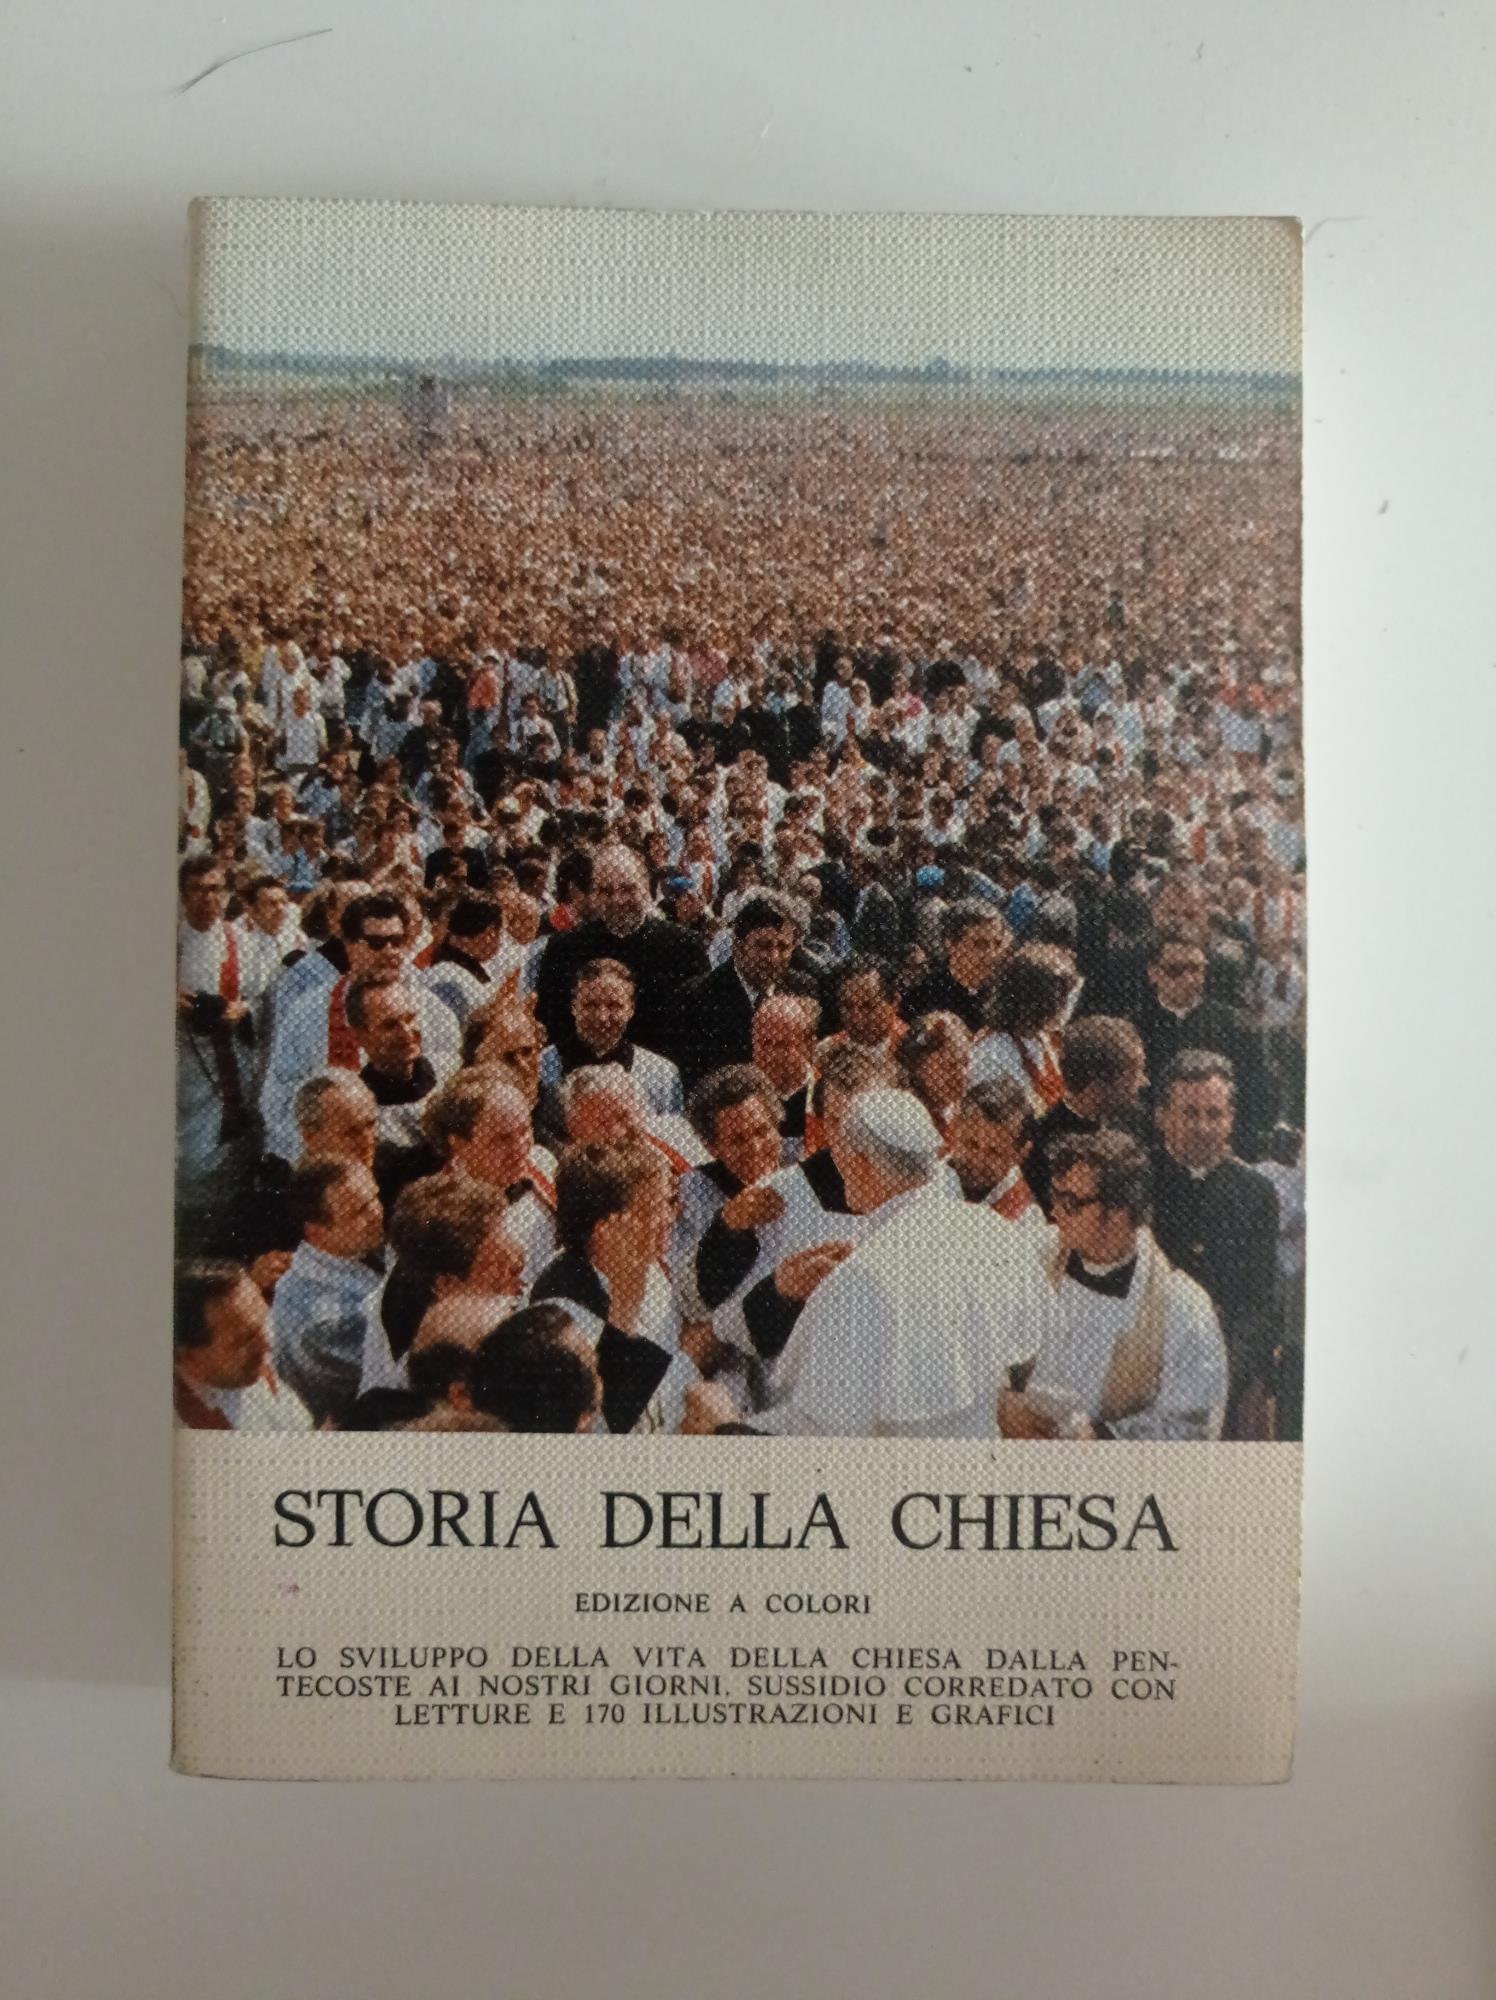 STORIA DELLA CHIESA
EDIZIONE A COLORI
LO SVILUPPO DELLA VITA DELLA CHIESA DALLA PEN-
TECOSTE AI NOSTRI GIORNI. SUSSIDIO CORREDATO CON
LETTURE E 170 ILLUSTRAZIONI E GRAFICI